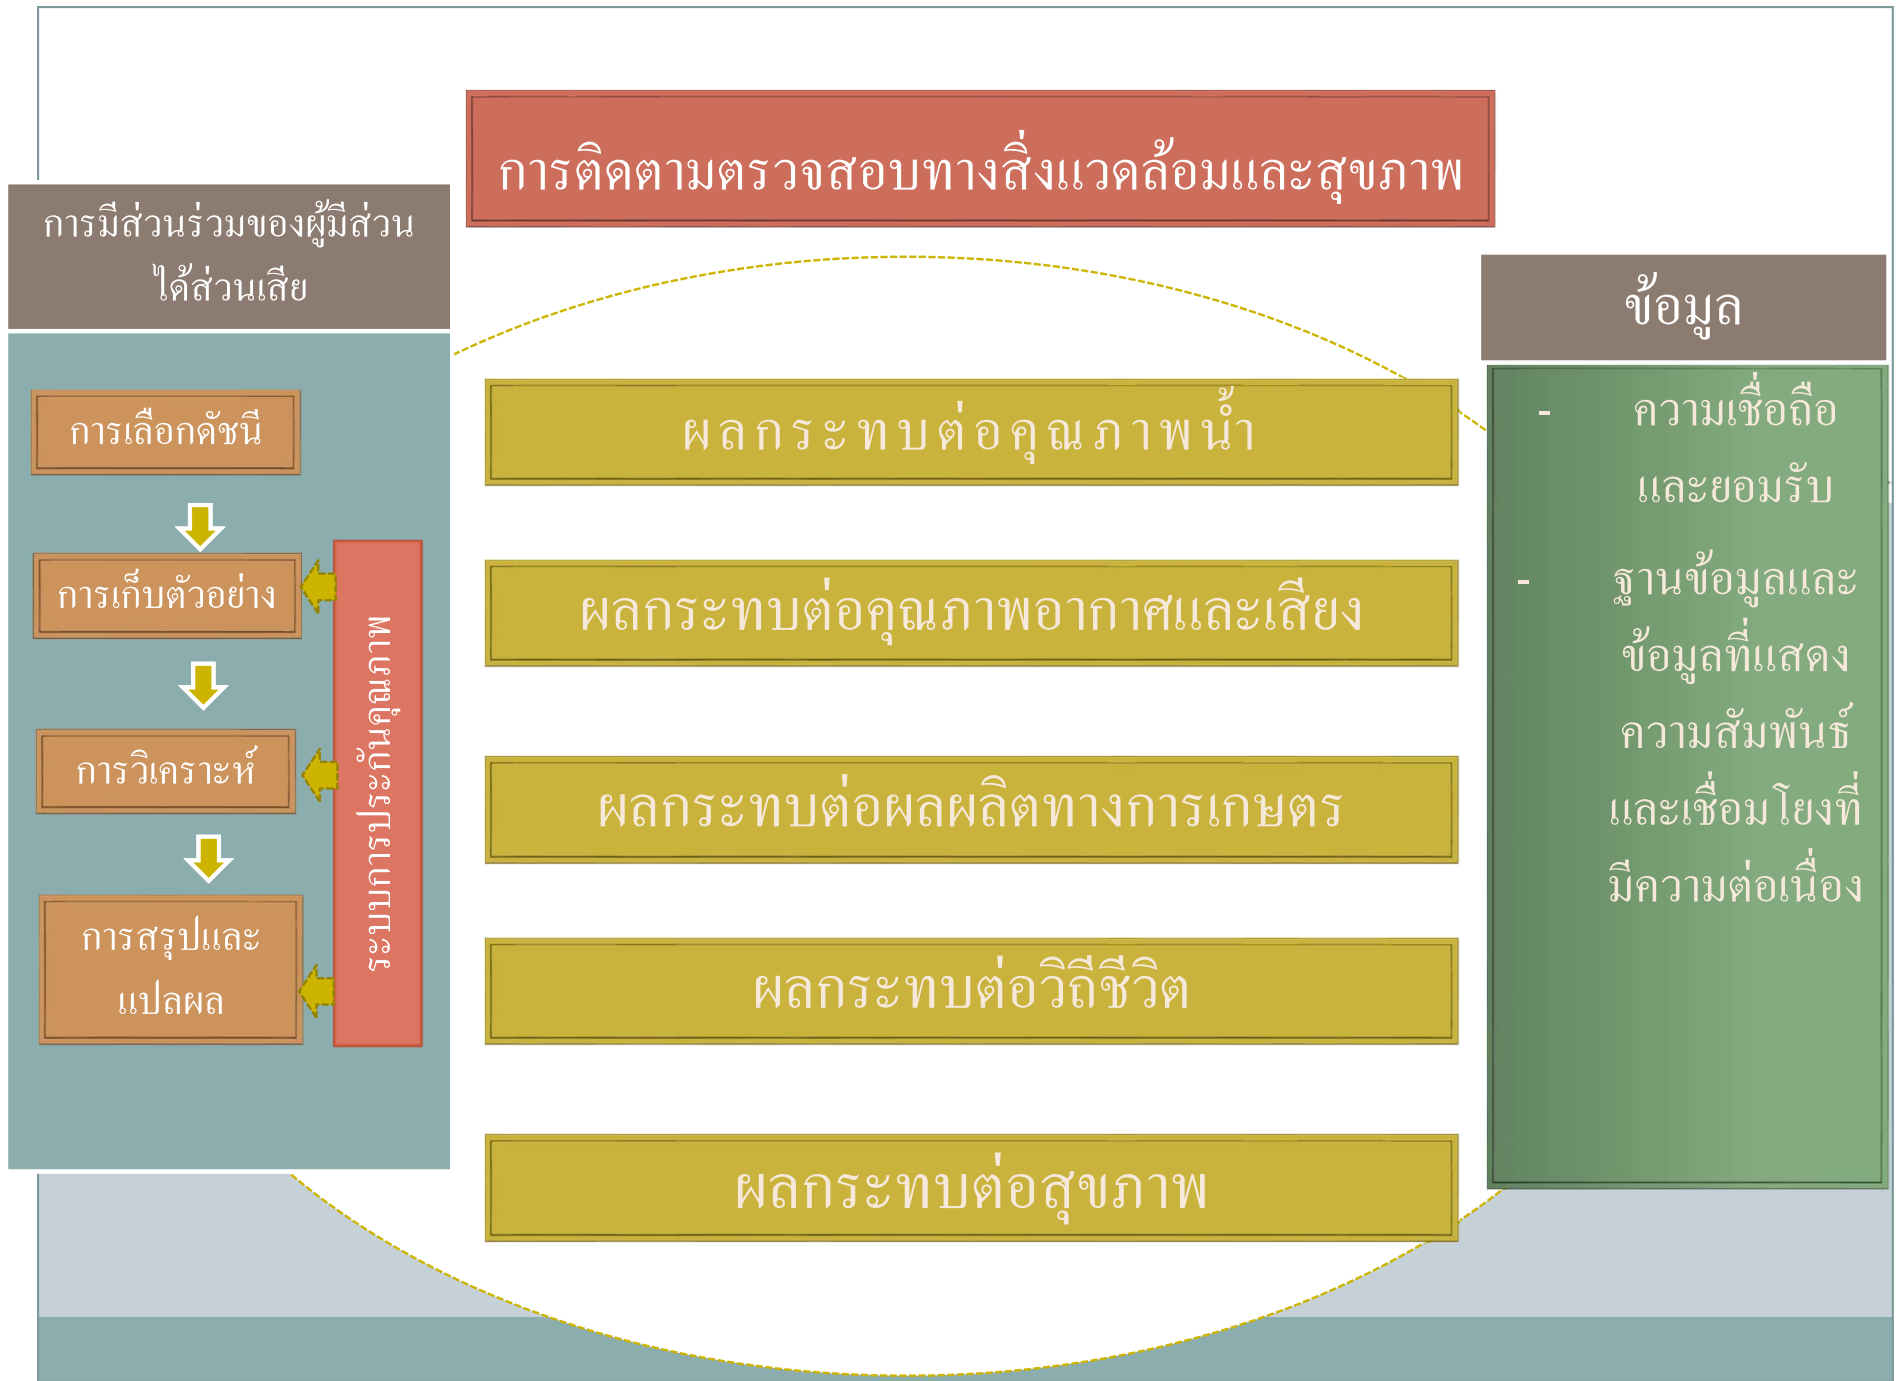 การติดตามตรวจสอบทางสิ่งแวดล้อมและสุขภาพ
การมีส่วนร่วมของผู้มีส่วน
ได้ส่วนเสีย
การเลือกดัชนี
การเก็บตัวอย่าง
การวิเคราะห์
การสรุปและ
แปลผล
ระบบการประกันคุณภาพ
ผลกระทบต่อคุณภาพน้ำ
ผลกระทบต่อคุณภาพอากาศและเสียง
ผลกระทบต่อผลผลิตทางการเกษตร
ผลกระทบต่อวิถีชีวิต
ผลกระทบต่อสุขภาพ
ข้อมูล
- ความเชื่อถือ
และยอมรับ
- ฐานข้อมูลและ
ข้อมูลที่แสดง
ความสัมพันธ์
และเชื่อมโยงที่
มีความต่อเนื่อง